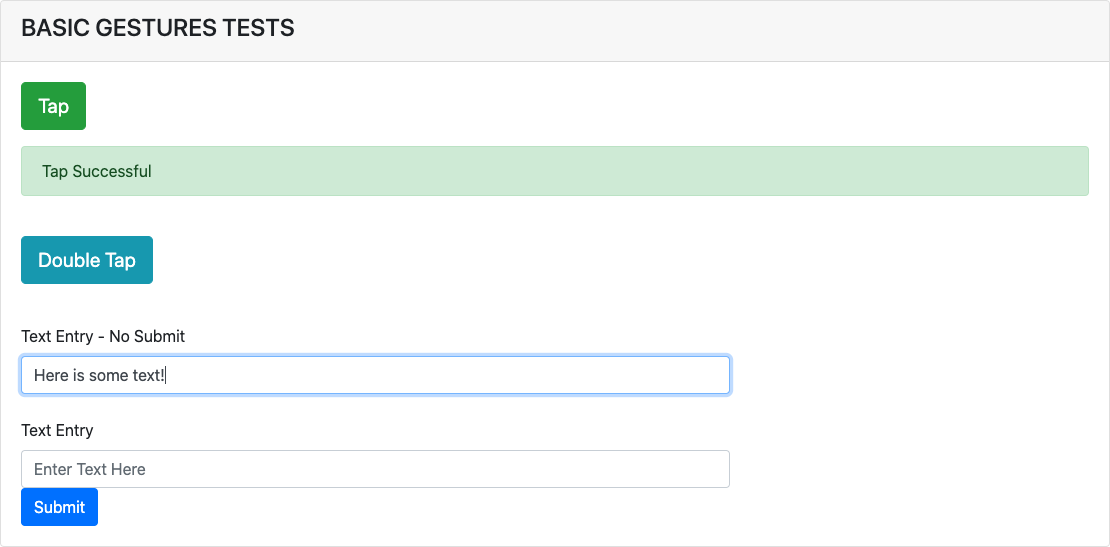 BASIC GESTURES TESTS
Tap
Tap Successful
Double Tap
Text Entry - No Submit
Here is some text!
Text Entry
Enter Text Here
Submit